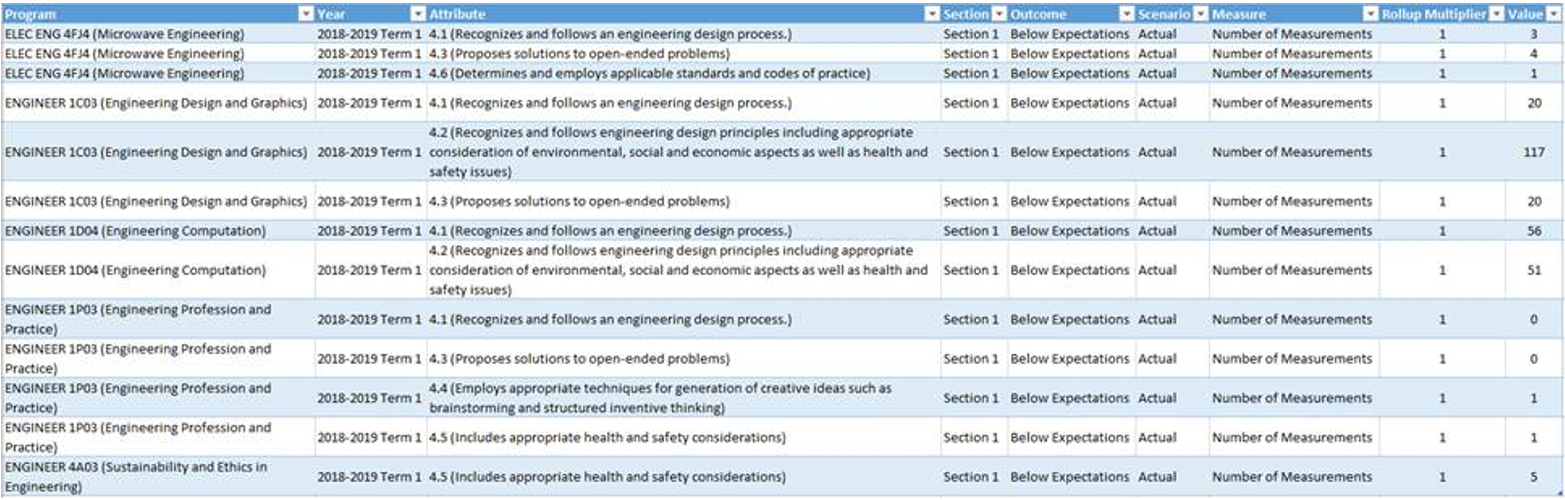 Program Year Attribute Section Outcome Scenario Measure Rollup Multiplier Value
ELEC ENG 4FJ4 (Microwave Engineering) 2018-2019 Term 1 4.1 (Recognizes and follows an engineering design process.) Section 1 Below Expectations Actual Number of Measurements 1 3
ELEC ENG 4FJ4 (Microwave Engineering) 2018-2019 Term 1 4.3 (Proposes solutions to open-ended problems) Section 1 Below Expectations Actual Number of Measurements 1 4
ELEC ENG 4FJ4 (Microwave Engineering) 2018-2019 Term 1 4.6 (Determines and employs applicable standards and codes of practice) Section 1 Below Expectations Actual Number of Measurements 1 1
ENGINEER 1C03 (Engineering Design and Graphics) 2018-2019 Term 1 4.1 (Recognizes and follows an engineering design process.) Section 1 Below Expectations Actual Number of Measurements 1 20
4.2 (Recognizes and follows engineering design principles including appropriate
ENGINEER 1C03 (Engineering Design and Graphics) 2018-2019 Term 1 consideration of environmental, social and economic aspects as well as health and Section 1 Below Expectations Actual Number of Measurements 1 117
safety issues)
ENGINEER 1C03 (Engineering Design and Graphics) 2018-2019 Term 1 4.3 (Proposes solutions to open-ended problems) Section 1 Below Expectations Actual Number of Measurements 1 20
ENGINEER 1D04 (Engineering Computation) 2018-2019 Term 1 4.1 (Recognizes and follows an engineering design process.) Section 1 Below Expectations Actual Number of Measurements 1 56
4.2 (Recognizes and follows engineering design principles including appropriate
ENGINEER 1D04 (Engineering Computation) 2018-2019 Term 1 consideration of environmental, social and economic aspects as well as health and Section 1 Below Expectations Actual Number of Measurements 1 51
safety issues)
ENGINEER 1P03 (Engineering Profession and
Practice) 2018-2019 Term 1 4.1 (Recognizes and follows an engineering design process.) Section 1 Below Expectations Actual Number of Measurements 1 0
ENGINEER 1P03 (Engineering Profession and
Practice) 2018-2019 Term 1 4.3 (Proposes solutions to open-ended problems) Section 1 Below Expectations Actual Number of Measurements 1 0
ENGINEER 1P03 (Engineering Profession and 4.4 (Employs appropriate techniques for generation of creative ideas such as
Practice) 2018-2019 Term 1 brainstorming and structured inventive thinking) Section 1 Below Expectations Actual Number of Measurements 1 1
ENGINEER 1P03 (Engineering Profession and
Practice) 2018-2019 Term 1 4.5 (Includes appropriate health and safety considerations) Section 1 Below Expectations Actual Number of Measurements 1 1
ENGINEER 4A03 (Sustainability and Ethics in
Engineering) 2018-2019 Term 1 4.5 (Includes appropriate health and safety considerations) Section 1 Below Expectations Actual Number of Measurements 1 5